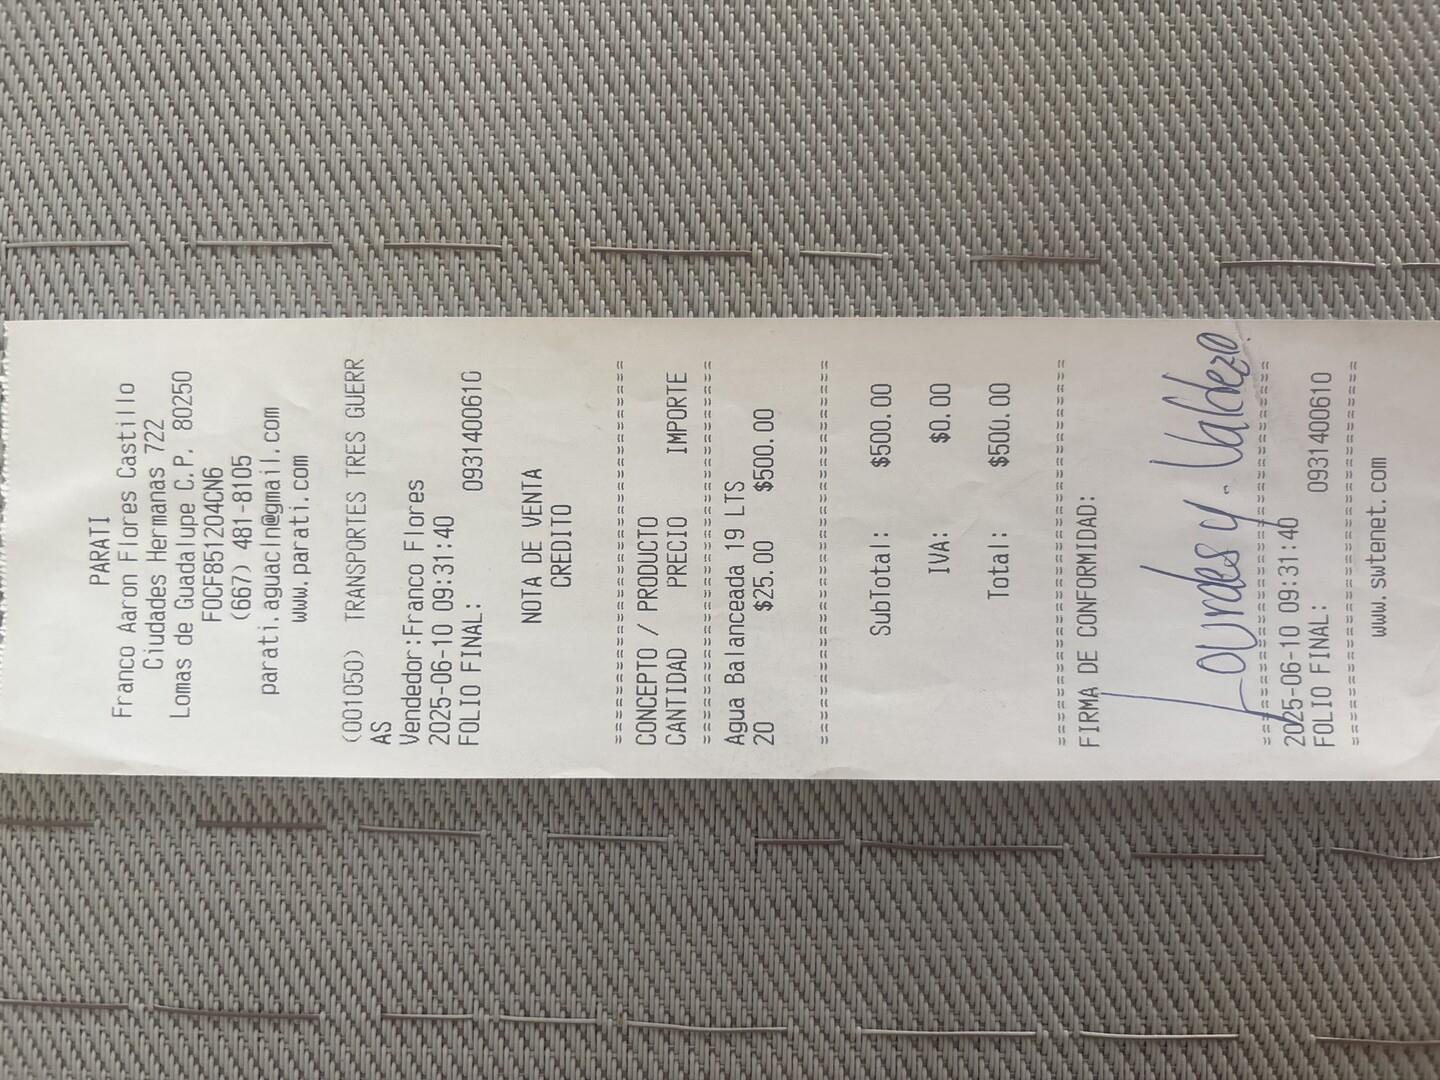 PARATI
Franco Aaron Flores Castillo
Ciudades Hermanas 722
Lomas de Guadalupe C.P. 80250
FOCF851204CN6
(667) 481-8105
parati.aguacln@gmail.com
www.parati.com
(001050) TRANSPORTES TRES GUERR
AS
Vendedor:Franco Flores
2025-06-10 09:31:40
FOLIO FINAL: 0931400610
NOTA DE VENTA
CREDITO
================================
CONCEPTO / PRODUCTO
CANTIDAD PRECIO IMPORTE
================================
Agua Balanceada 19 LTS
20 $25.00 $500.00
================================
SubTotal: $500.00
IVA: $0.00
Total: $500.00
================================
FIRMA DE CONFORMIDAD:
Lourdes y. Valdezo.
================================
2025-06-10 09:31:40
FOLIO FINAL: 0931400610
================================
www.swtenet.com